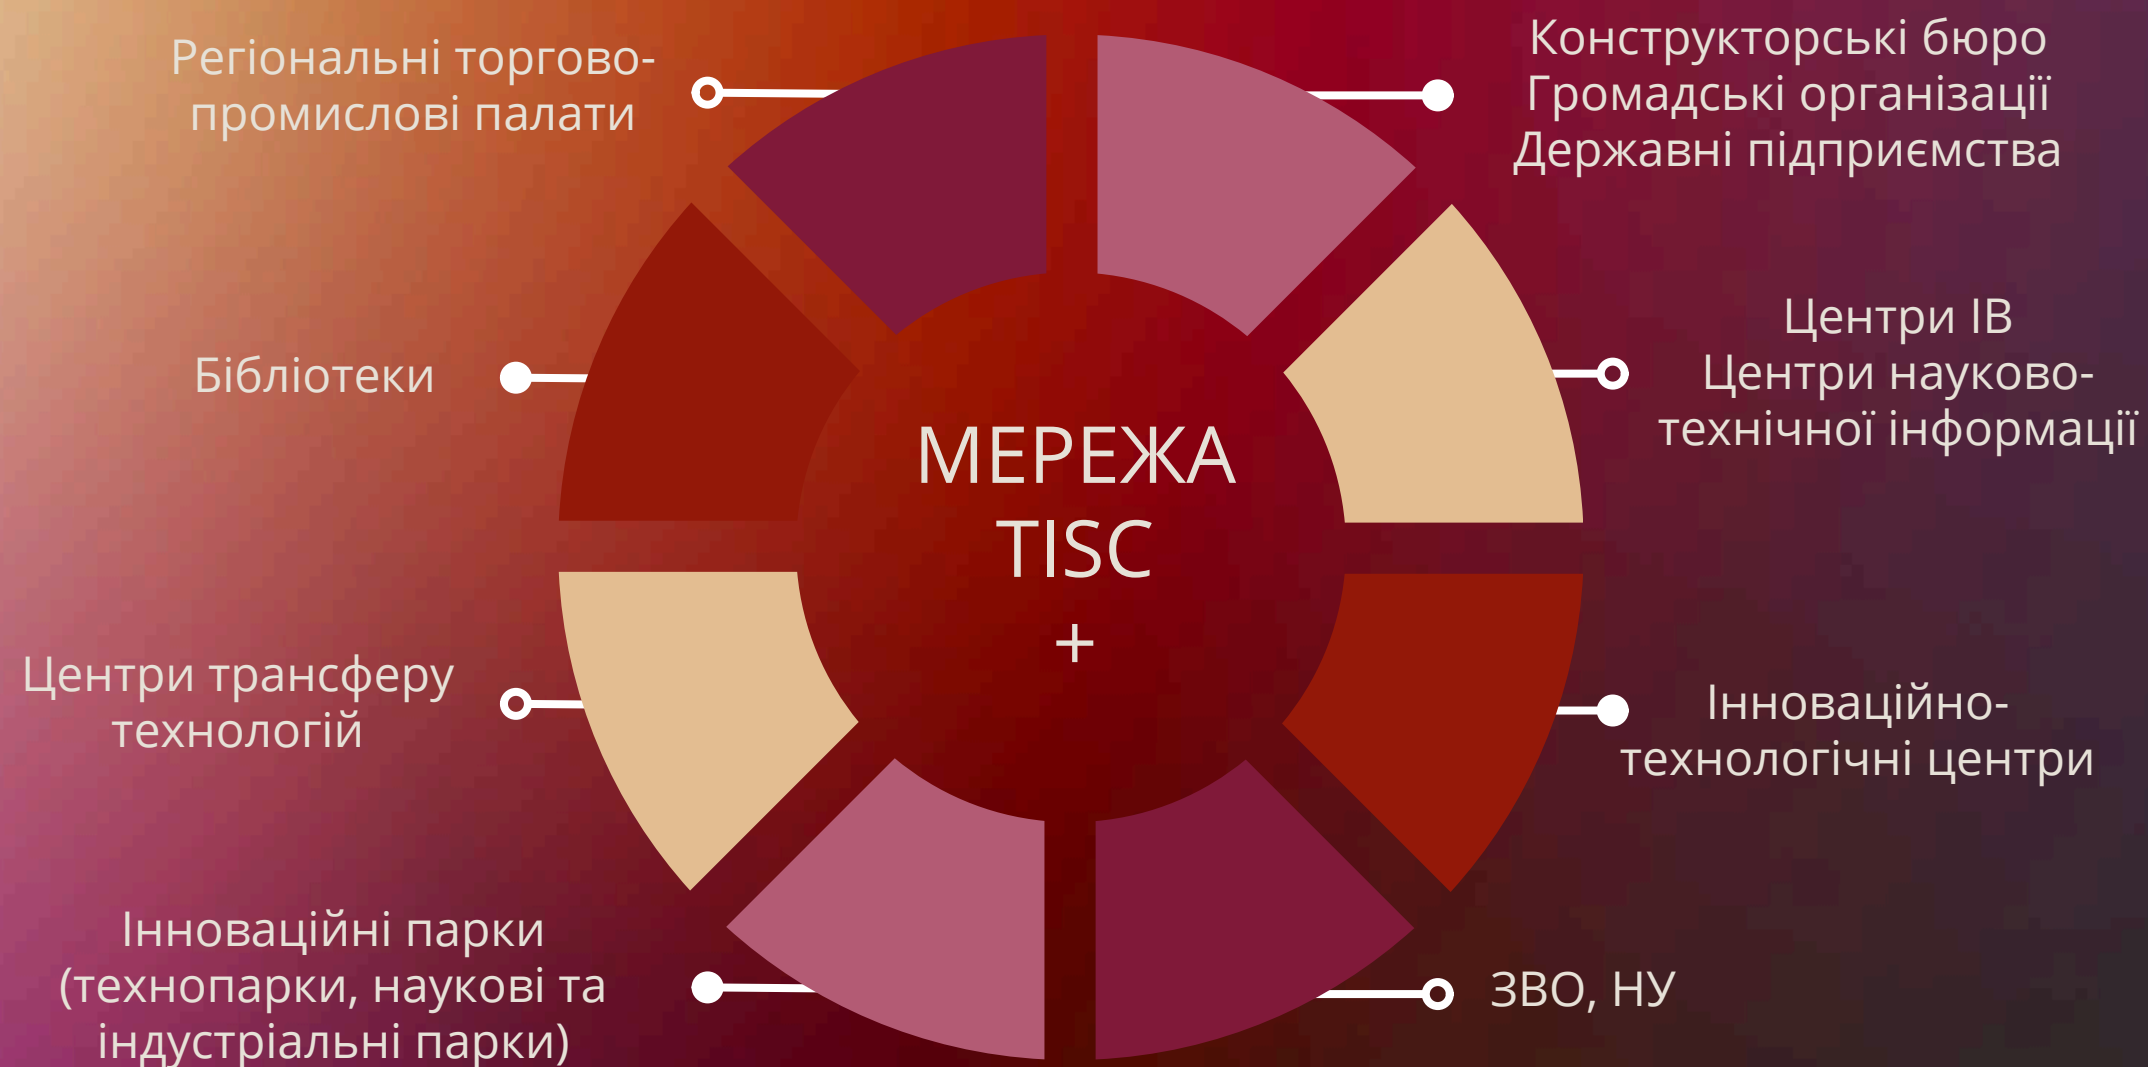 Регіональні торгово-
промислові палати
Конструкторські бюро
Громадські організації
Державні підприємства
Бібліотеки
Центри ІВ
Центри науково-
технічної інформації
МЕРЕЖА
TISC
+
Центри трансферу
технологій
Інноваційно-
технологічні центри
Інноваційні парки
(технопарки, наукові та
індустріальні парки)
ЗВО, НУ